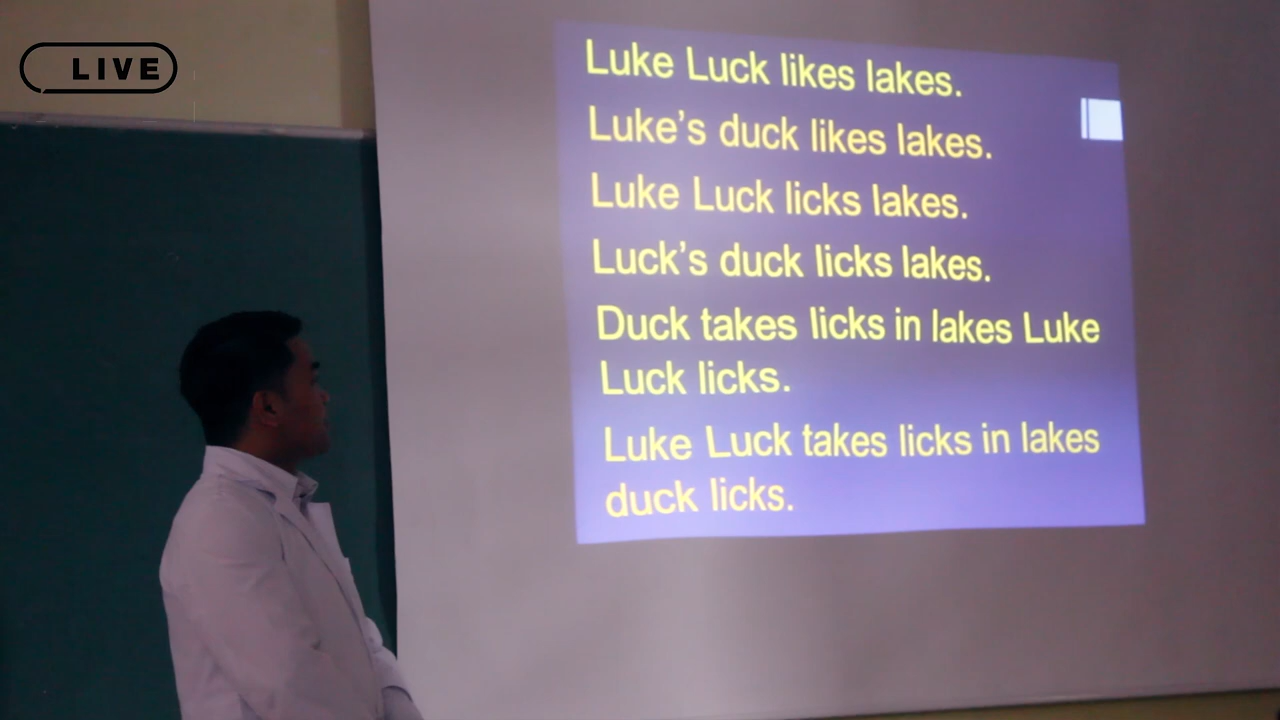 LIVE
Luke Luck likes lakes.
Luke’s duck likes lakes.
Luke Luck licks lakes.
Luck’s duck licks lakes.
Duck takes licks in lakes Luke
Luck licks.
Luke Luck takes licks in lakes
duck licks.